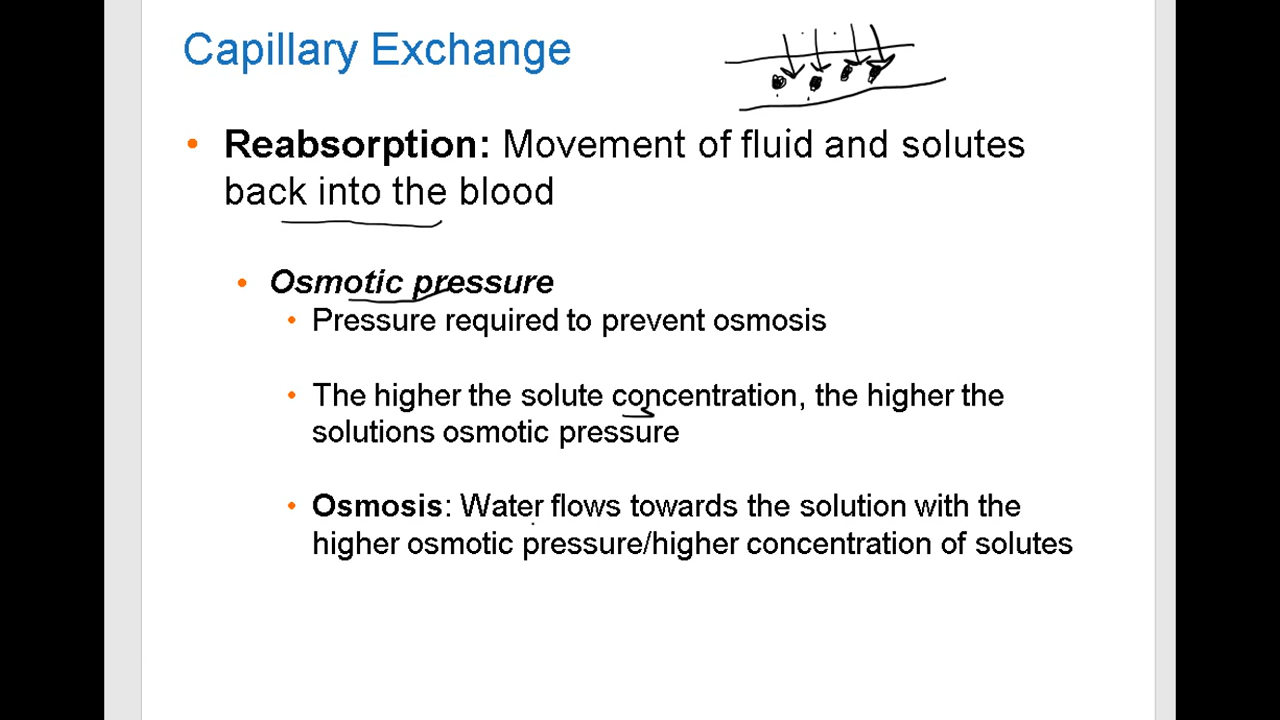 Capillary Exchange
• Reabsorption: Movement of fluid and solutes
back into the blood
• Osmotic pressure
• Pressure required to prevent osmosis
• The higher the solute concentration, the higher the
solutions osmotic pressure
• Osmosis: Water flows towards the solution with the
higher osmotic pressure/higher concentration of solutes